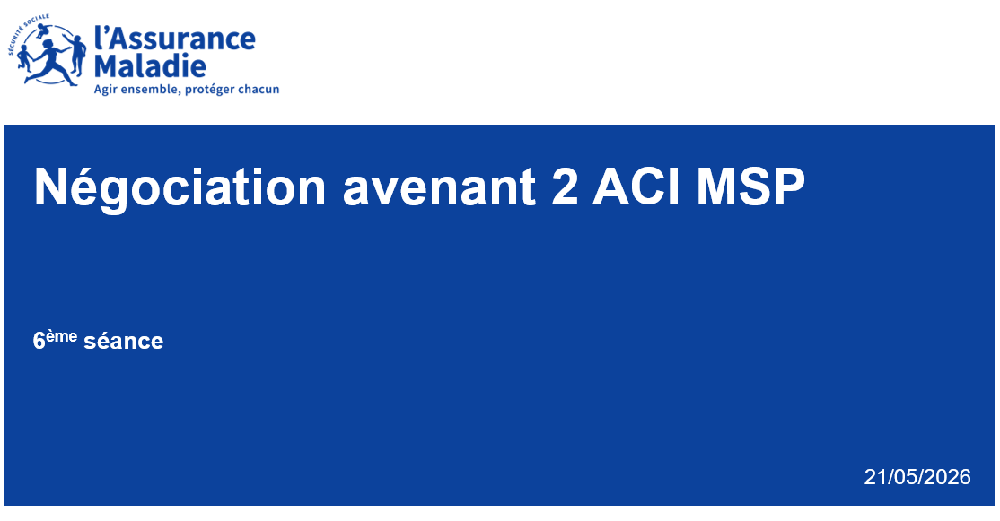 SÉCURITÉ SOCIALE
l'Assurance
Maladie
Agir ensemble, protéger chacun
Négociation avenant 2 ACI MSP
6ème séance
21/05/2026